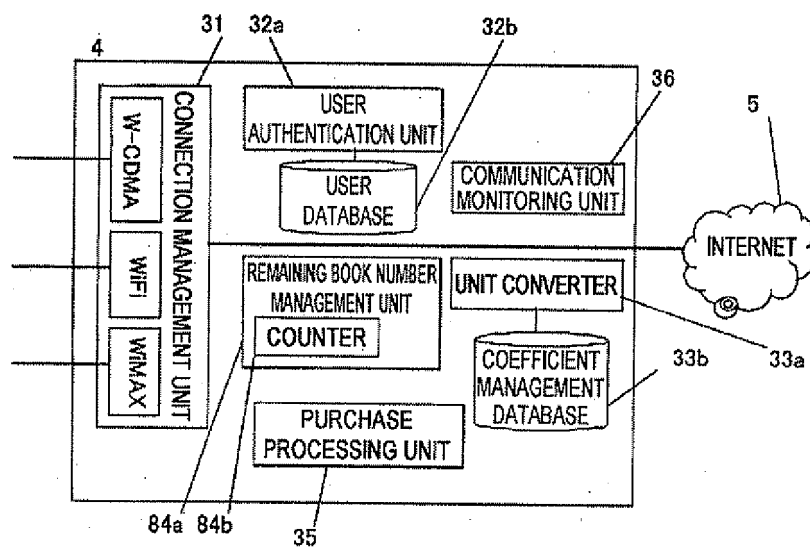 4
31
32a
32b
36
5
CONNECTION MANAGEMENT UNIT
W-CDMA
WiFi
WiMAX
USER
AUTHENTICATION UNIT
USER
DATABASE
COMMUNICATION
MONITORING UNIT
INTERNET
REMAINING BOOK NUMBER
MANAGEMENT UNIT
COUNTER
UNIT CONVERTER
COEFFICIENT
MANAGEMENT
DATABASE
PURCHASE
PROCESSING UNIT
33b
33a
84a
84b
35